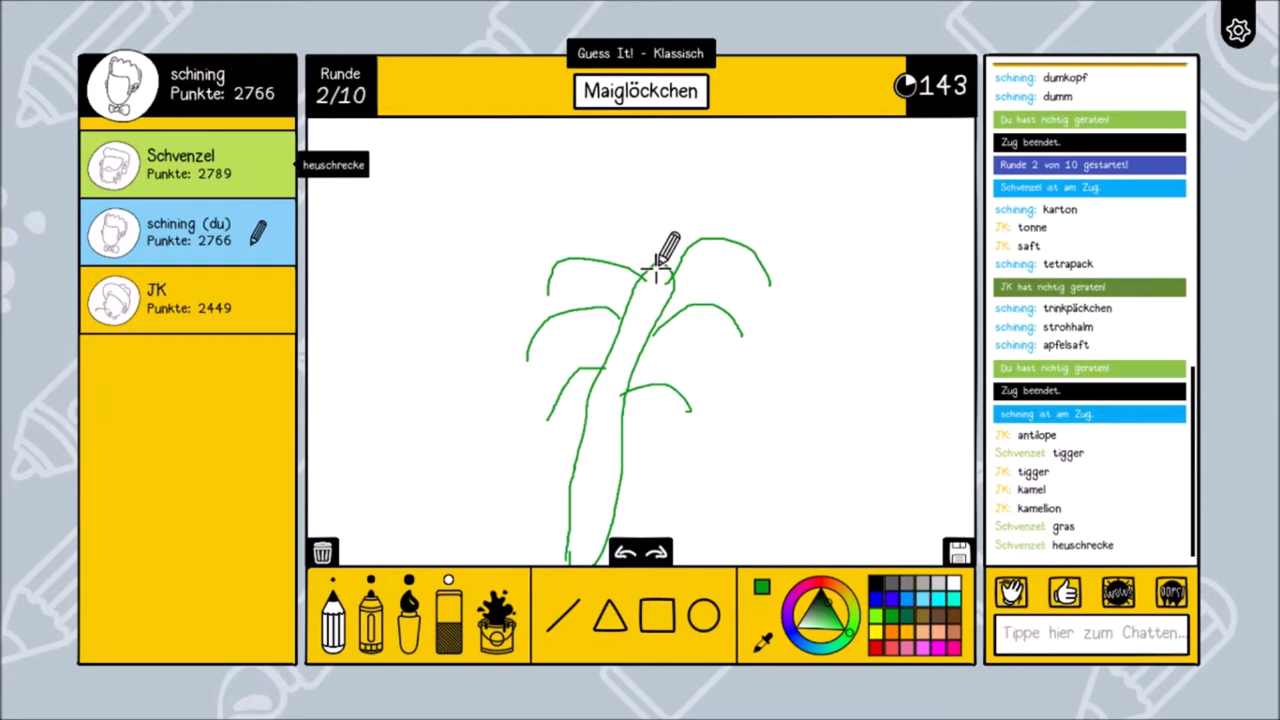 Guess It! - Klassisch
schining
Punkte: 2766
Runde
2/10
Maiglöckchen
143
Schvenzel
Punkte: 2789
heuschrecke
schining (du)
Punkte: 2766
JK
Punkte: 2449
schining: dumkopf
schining: dumm
Du hast richtig geraten!
Zug beendet.
Runde 2 von 10 gestartet!
Schvenzel ist am Zug.
schining: karton
JK: tonne
JK: saft
schining: tetrapack
JK hat richtig geraten!
schining: trinkpäckchen
schining: strohhalm
schining: apfelsaft
Du hast richtig geraten!
Zug beendet.
schining ist am Zug.
JK: antilope
Schvenzel: tigger
JK: tigger
JK: kamel
JK: kamellion
Schvenzel: gras
Schvenzel: heuschrecke
WOW!
OOPS!
Tippe hier zum Chatten...